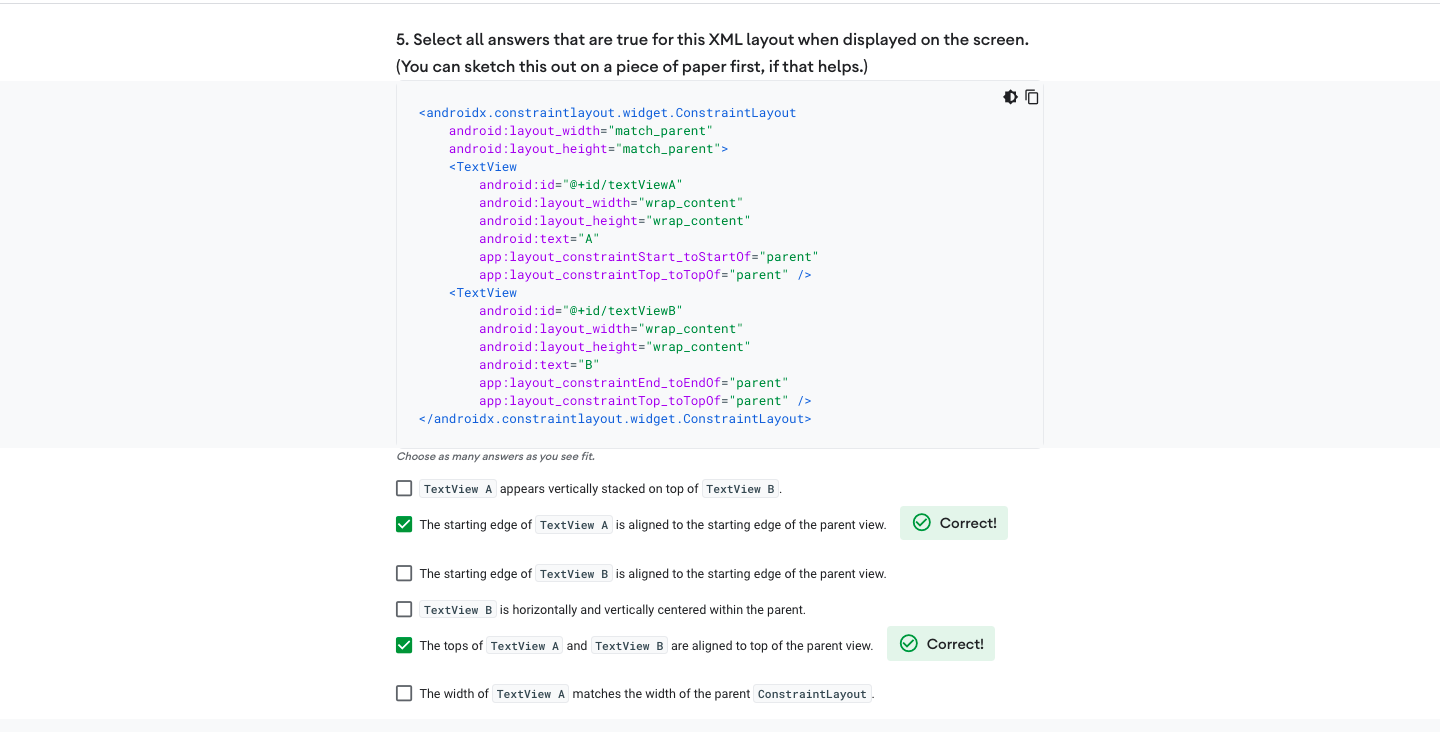 5. Select all answers that are true for this XML layout when displayed on the screen.
(You can sketch this out on a piece of paper first, if that helps.)
<androidx.constraintlayout.widget.ConstraintLayout
    android:layout_width="match_parent"
    android:layout_height="match_parent">
    <TextView
        android:id="@+id/textViewA"
        android:layout_width="wrap_content"
        android:layout_height="wrap_content"
        android:text="A"
        app:layout_constraintStart_toStartOf="parent"
        app:layout_constraintTop_toTopOf="parent" />
    <TextView
        android:id="@+id/textViewB"
        android:layout_width="wrap_content"
        android:layout_height="wrap_content"
        android:text="B"
        app:layout_constraintEnd_toEndOf="parent"
        app:layout_constraintTop_toTopOf="parent" />
</androidx.constraintlayout.widget.ConstraintLayout>
Choose as many answers as you see fit.
TextView A appears vertically stacked on top of TextView B.
The starting edge of TextView A is aligned to the starting edge of the parent view. Correct!
The starting edge of TextView B is aligned to the starting edge of the parent view.
TextView B is horizontally and vertically centered within the parent.
The tops of TextView A and TextView B are aligned to top of the parent view. Correct!
The width of TextView A matches the width of the parent ConstraintLayout.